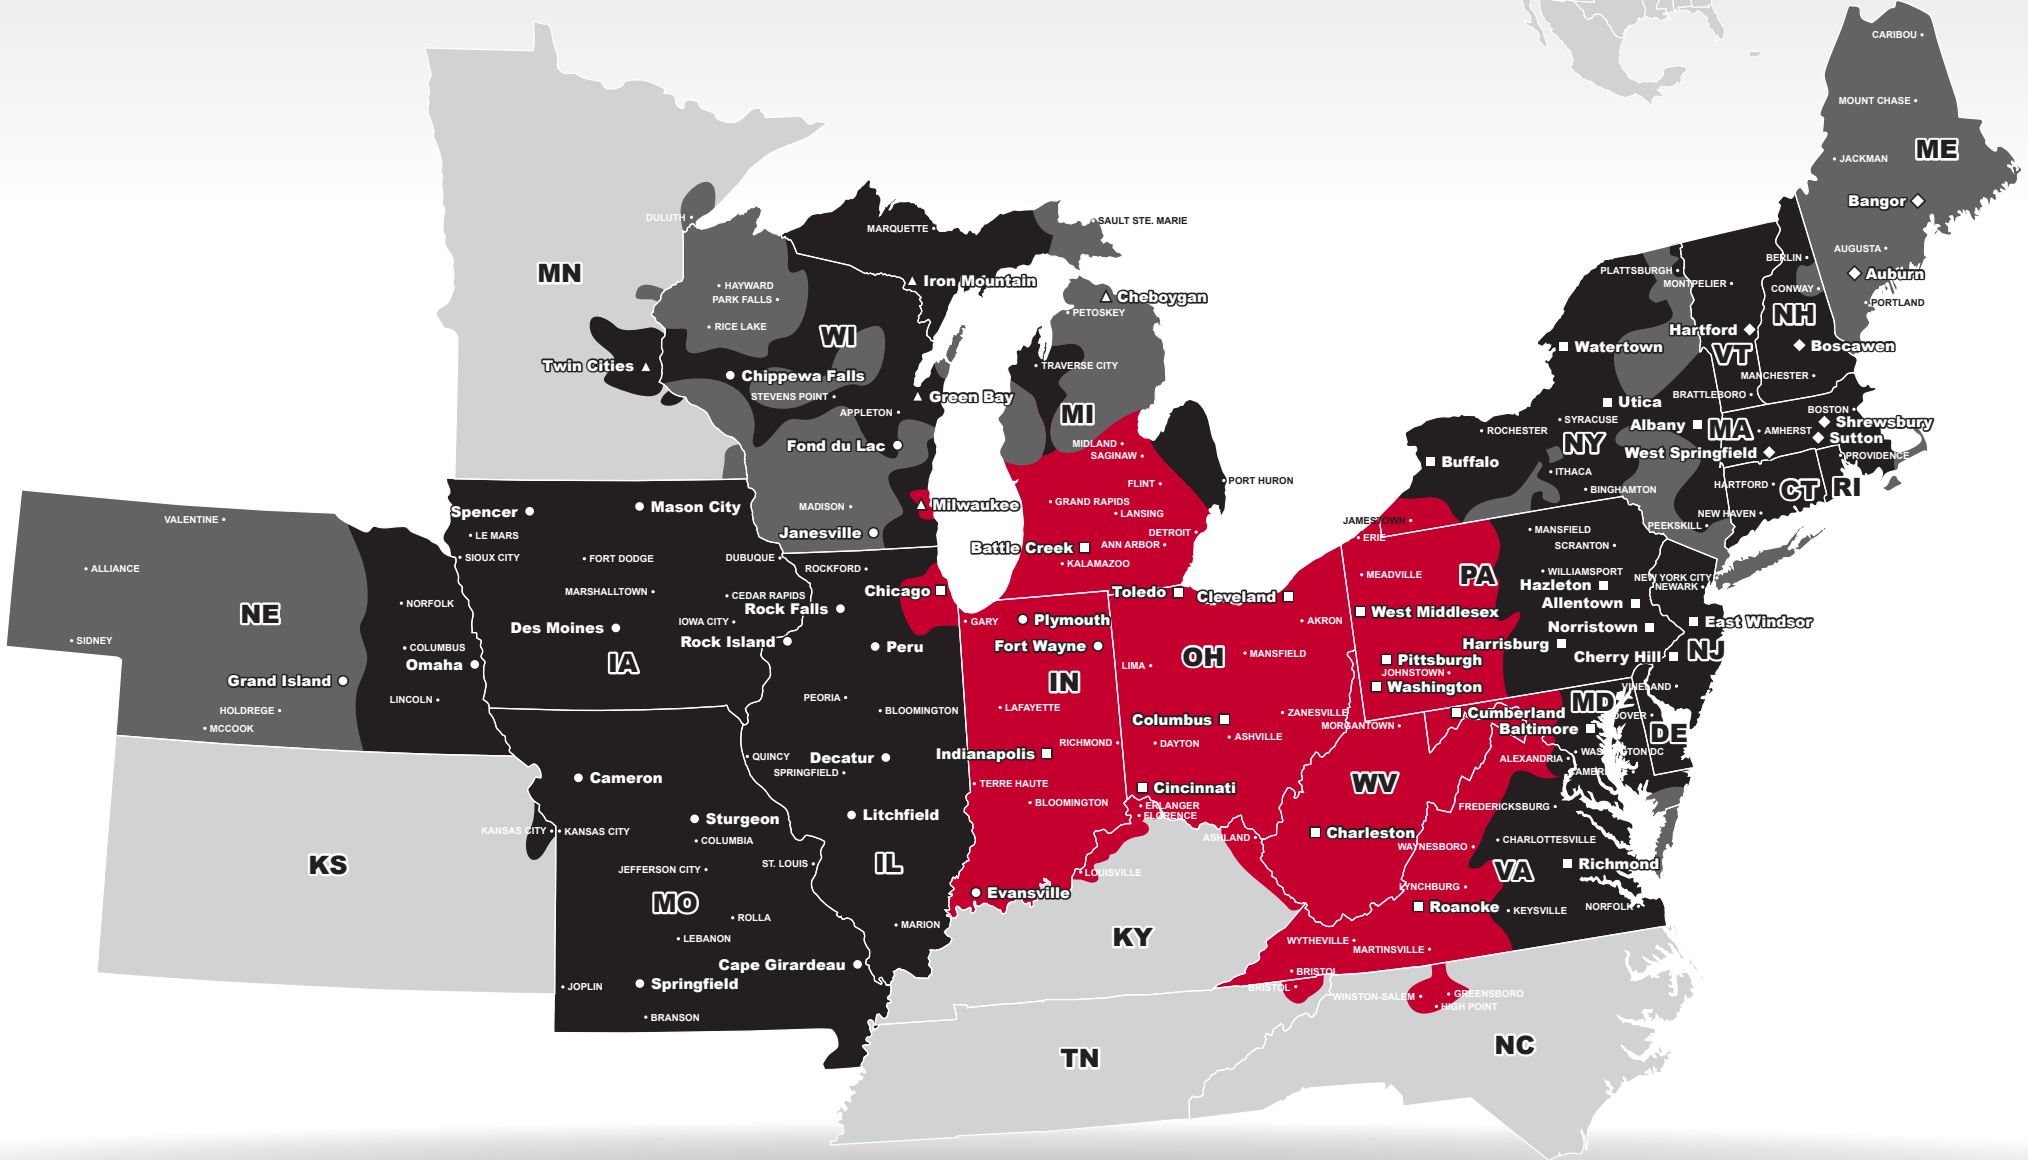 CARIBOU
MOUNT CHASE
ME
JACKMAN
Bangor
AUGUSTA
Auburn
PORTLAND
DULUTH
MN
HAYWARD
PARK FALLS
RICE LAKE
WI
Twin Cities
Chippewa Falls
STEVENS POINT
APPLETON
Green Bay
Fond du Lac
MADISON
Milwaukee
Janesville
MARQUETTE
SAULT STE. MARIE
Iron Mountain
Cheboygan
PETOSKEY
TRAVERSE CITY
MI
MIDLAND
SAGINAW
FLINT
PORT HURON
GRAND RAPIDS
LANSING
DETROIT
Battle Creek
ANN ARBOR
KALAMAZOO
PLATTSBURGH
MONTPELIER
BERLIN
CONWAY
NH
Hartford
VT
Boscawen
MANCHESTER
BRATTLEBORO
Watertown
Utica
SYRACUSE
Albany
ROCHESTER
NY
Buffalo
ITHACA
BINGHAMTON
JAMESTOWN
PEEKSKILL
BOSTON
Shrewsbury
MA
AMHERST
Sutton
West Springfield
PROVIDENCE
HARTFORD
CT
RI
NEW HAVEN
VALENTINE
ALLIANCE
NE
NORFOLK
SIDNEY
COLUMBUS
Omaha
Grand Island
LINCOLN
HOLDREGE
MCCOOK
Spencer
Mason City
LE MARS
SIOUX CITY
FORT DODGE
DUBUQUE
MARSHALLTOWN
CEDAR RAPIDS
IOWA CITY
Des Moines
IA
ROCKFORD
Chicago
Rock Falls
Rock Island
Peru
PEORIA
BLOOMINGTON
QUINCY
Decatur
SPRINGFIELD
Litchfield
IL
MARION
GARY
Plymouth
Fort Wayne
IN
LAFAYETTE
RICHMOND
Indianapolis
TERRE HAUTE
BLOOMINGTON
Evansville
Toledo
Cleveland
AKRON
LIMA
OH
MANSFIELD
Columbus
ZANESVILLE
ASHVILLE
DAYTON
Cincinnati
ERLANGER
FLORENCE
ASHLAND
LOUISVILLE
KY
ERIE
MEADVILLE
PA
MANSFIELD
SCRANTON
WILLIAMSPORT
Hazleton
NEW YORK CITY
NEWARK
Allentown
West Middlesex
Norristown
East Windsor
Harrisburg
Cherry Hill
NJ
Pittsburgh
JOHNSTOWN
Washington
VINELAND
Cumberland
MD
DOVER
MORGANTOWN
Baltimore
DE
WASHINGTON DC
ALEXANDRIA
WV
FREDERICKSBURG
Charleston
WAYNESBORO
CHARLOTTESVILLE
VA
Richmond
LYNCHBURG
Roanoke
KEYSVILLE
NORFOLK
WYTHEVILLE
MARTINSVILLE
BRISTOL
BRISTOL
WINSTON-SALEM
GREENSBORO
HIGH POINT
NC
TN
KS
KANSAS CITY
KANSAS CITY
Cameron
Sturgeon
COLUMBIA
JEFFERSON CITY
ST. LOUIS
MO
ROLLA
LEBANON
Cape Girardeau
Springfield
JOPLIN
BRANSON